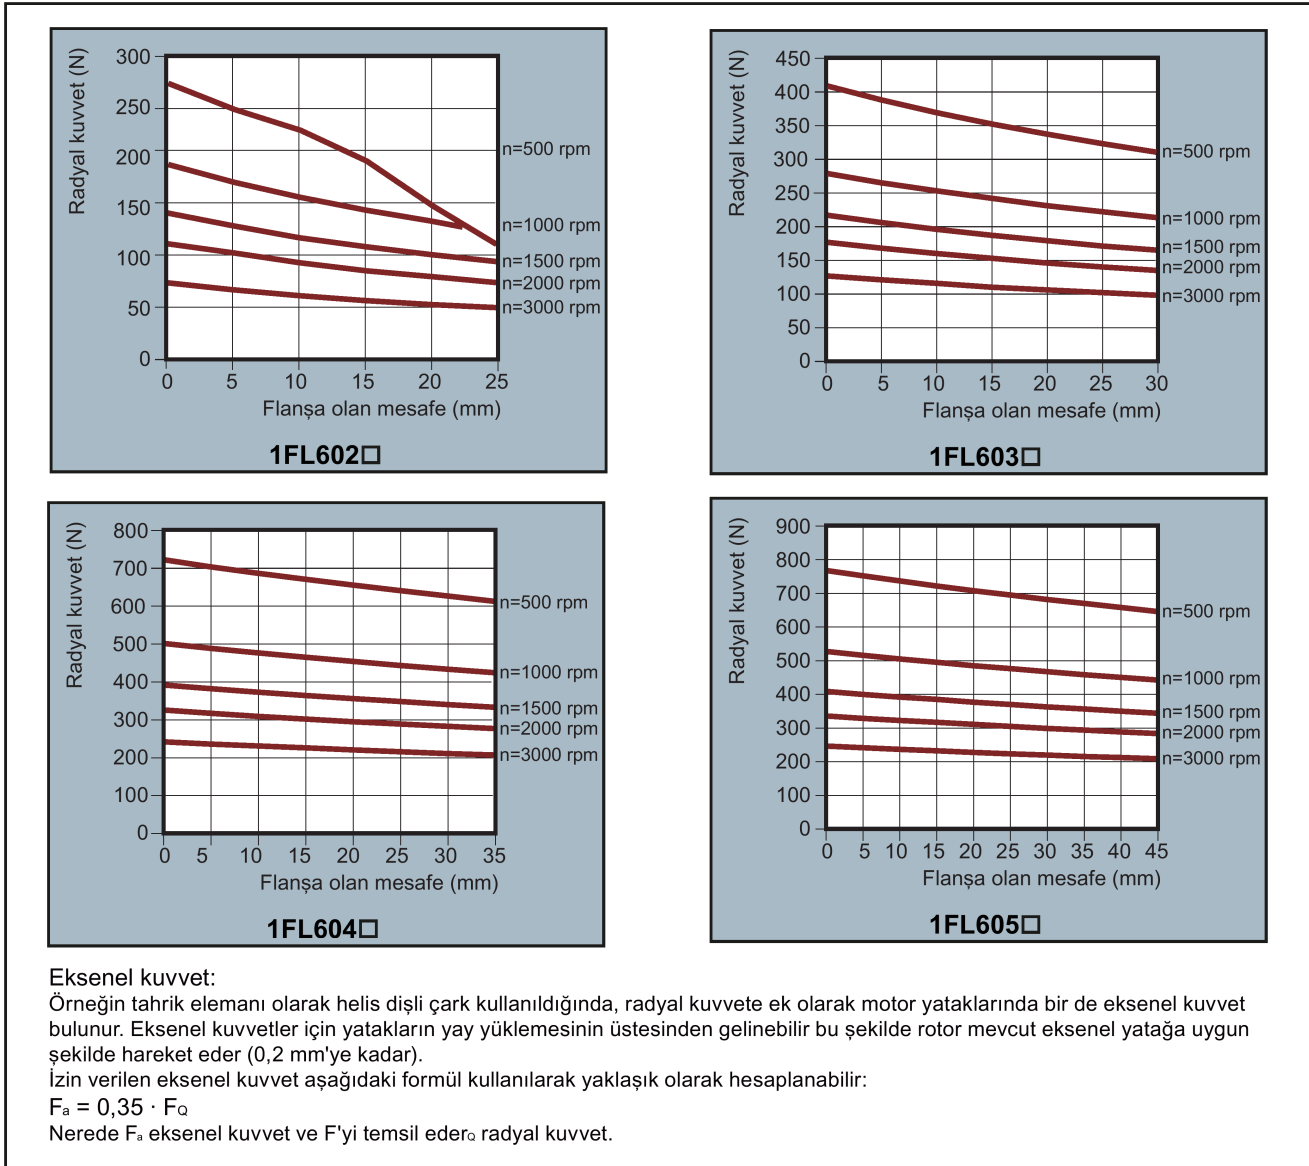 Radyal kuvvet (N)
300
250
200
150
100
50
0
0 5 10 15 20 25
n=500 rpm
n=1000 rpm
n=1500 rpm
n=2000 rpm
n=3000 rpm
Flanşa olan mesafe (mm)
1FL602□
Radyal kuvvet (N)
450
400
350
300
250
200
150
100
50
0
0 5 10 15 20 25 30
n=500 rpm
n=1000 rpm
n=1500 rpm
n=2000 rpm
n=3000 rpm
Flanşa olan mesafe (mm)
1FL603□
Radyal kuvvet (N)
800
700
600
500
400
300
200
100
0
0 5 10 15 20 25 30 35
n=500 rpm
n=1000 rpm
n=1500 rpm
n=2000 rpm
n=3000 rpm
Flanşa olan mesafe (mm)
1FL604□
Radyal kuvvet (N)
900
800
700
600
500
400
300
200
100
0
0 5 10 15 20 25 30 35 40 45
n=500 rpm
n=1000 rpm
n=1500 rpm
n=2000 rpm
n=3000 rpm
Flanşa olan mesafe (mm)
1FL605□
Eksenel kuvvet:
Örneğin tahrik elemanı olarak helis dişli çark kullanıldığında, radyal kuvvete ek olarak motor yataklarında bir de eksenel kuvvet
bulunur. Eksenel kuvvetler için yatakların yay yüklemesinin üstesinden gelinebilir bu şekilde rotor mevcut eksenel yatağa uygun
şekilde hareket eder (0,2 mm'ye kadar).
İzin verilen eksenel kuvvet aşağıdaki formül kullanılarak yaklaşık olarak hesaplanabilir:
Fa = 0,35 · FQ
Nerede Fa eksenel kuvvet ve F'yi temsil ederQ radyal kuvvet.